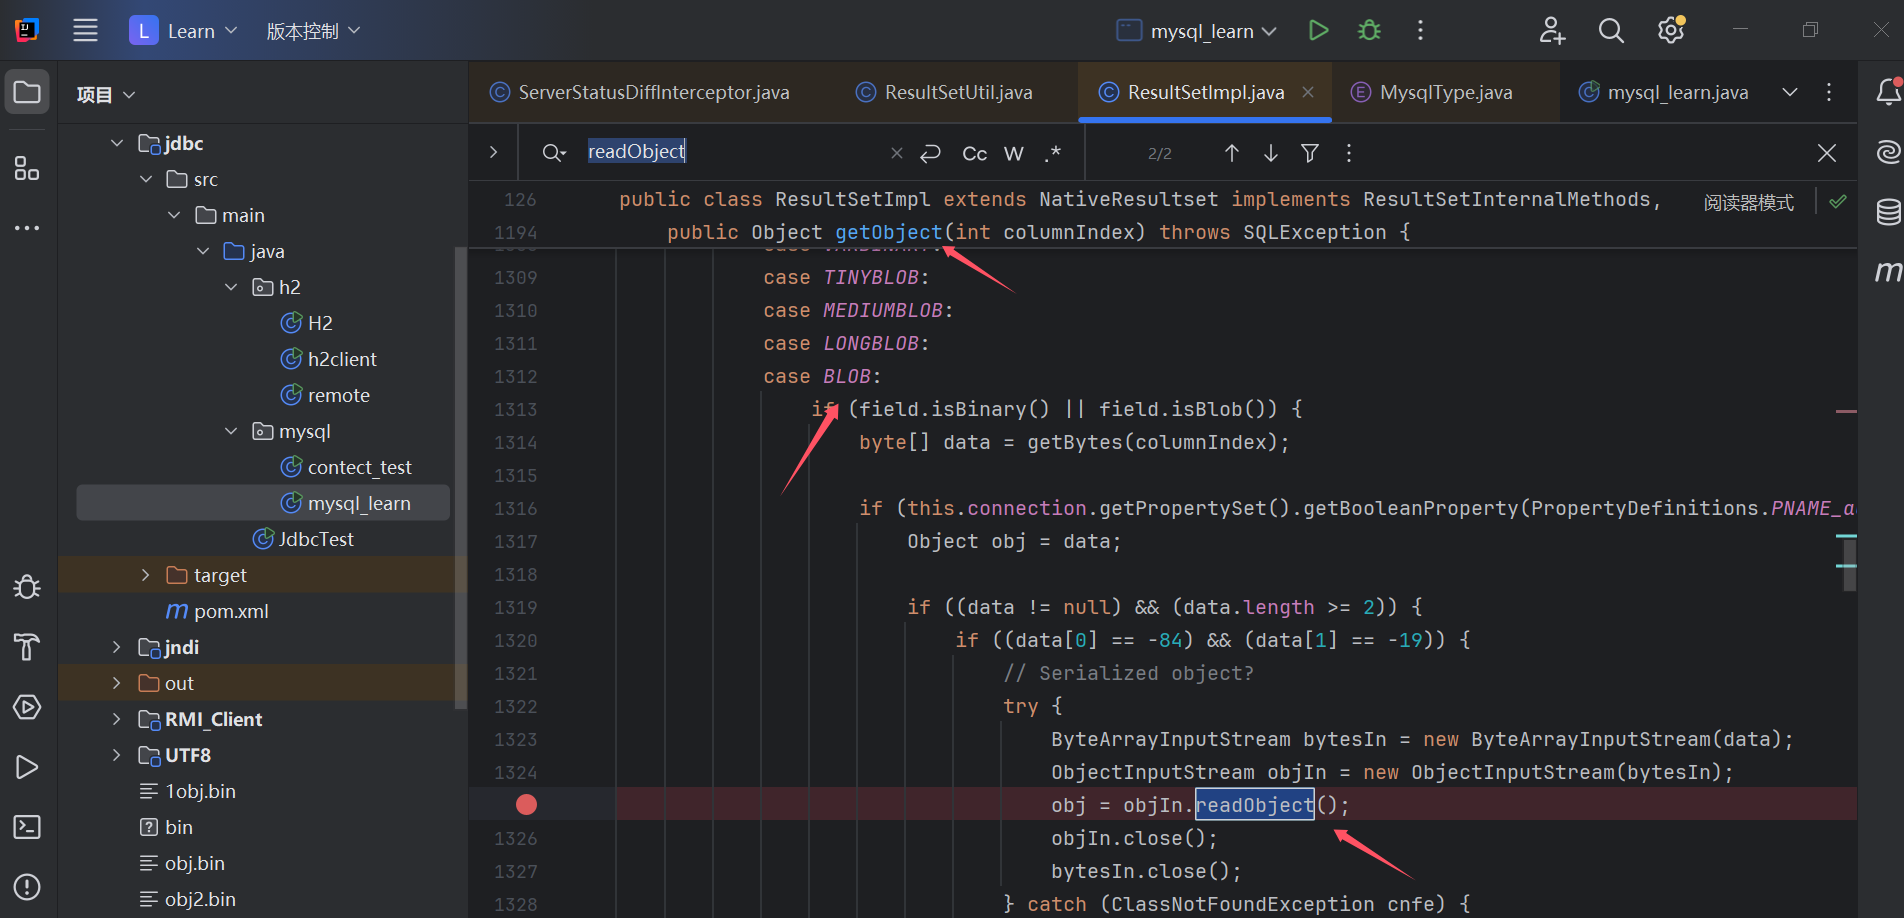 L Learn 版本控制 mysql_learn
项目
ServerStatusDiffInterceptor.java ResultSetUtil.java ResultSetImpl.java MysqlType.java mysql_learn.java
jdbc
src
main
java
h2
H2
h2client
remote
mysql
contect_test
mysql_learn
JdbcTest
target
pom.xml
jndi
out
RMI_Client
UTF8
1obj.bin
bin
obj.bin
obj2.bin
readObject Cc W .* 2/2
126 public class ResultSetImpl extends NativeResultset implements ResultSetInternalMethods, 阅读器模式
1194 public Object getObject(int columnIndex) throws SQLException {
1309 case TINYBLOB:
1310 case MEDIUMBLOB:
1311 case LONGBLOB:
1312 case BLOB:
1313 if (field.isBinary() || field.isBlob()) {
1314 byte[] data = getBytes(columnIndex);
1315
1316 if (this.connection.getPropertySet().getBooleanProperty(PropertyDefinitions.PNAME_a
1317 Object obj = data;
1318
1319 if ((data != null) && (data.length >= 2)) {
1320 if ((data[0] == -84) && (data[1] == -19)) {
1321 // Serialized object?
1322 try {
1323 ByteArrayInputStream bytesIn = new ByteArrayInputStream(data);
1324 ObjectInputStream objIn = new ObjectInputStream(bytesIn);
obj = objIn.readObject();
1326 objIn.close();
1327 bytesIn.close();
1328 } catch (ClassNotFoundException cnfe) {